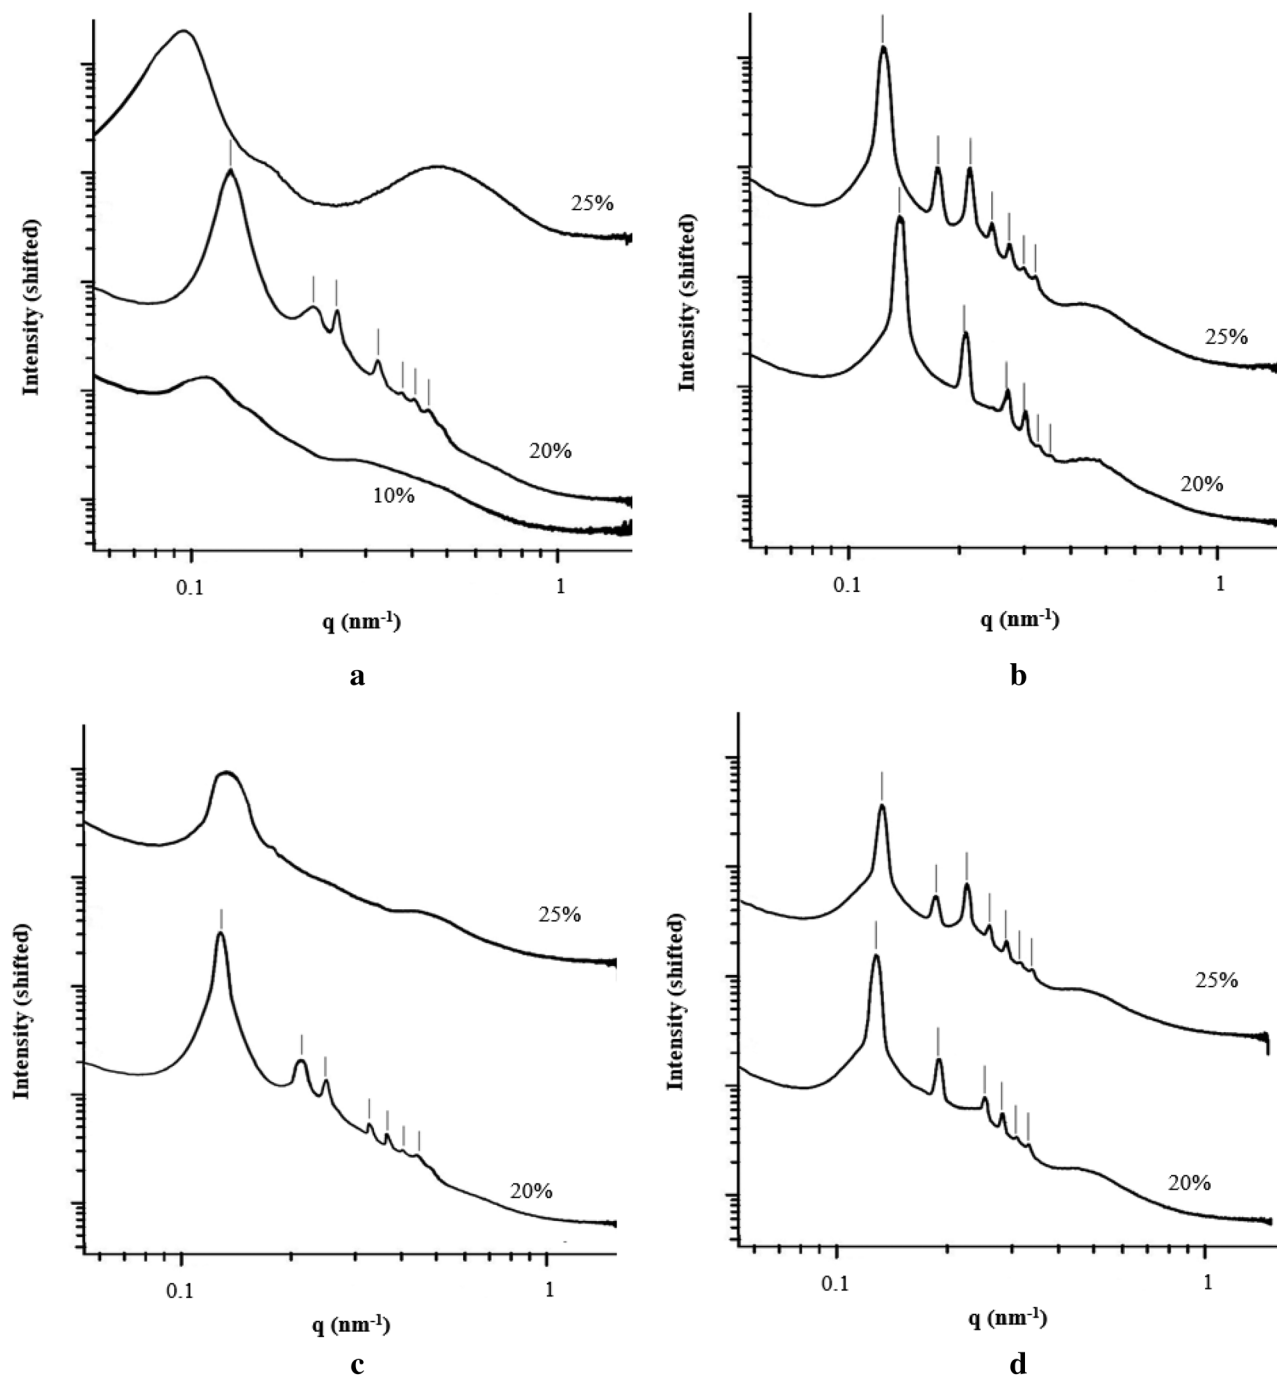 Intensity (shifted)
25%
20%
10%
0.1
1
q (nm-1)
a
Intensity (shifted)
25%
20%
0.1
1
q (nm-1)
b
Intensity (shifted)
25%
20%
0.1
1
q (nm-1)
c
Intensity (shifted)
25%
20%
0.1
1
q (nm-1)
d